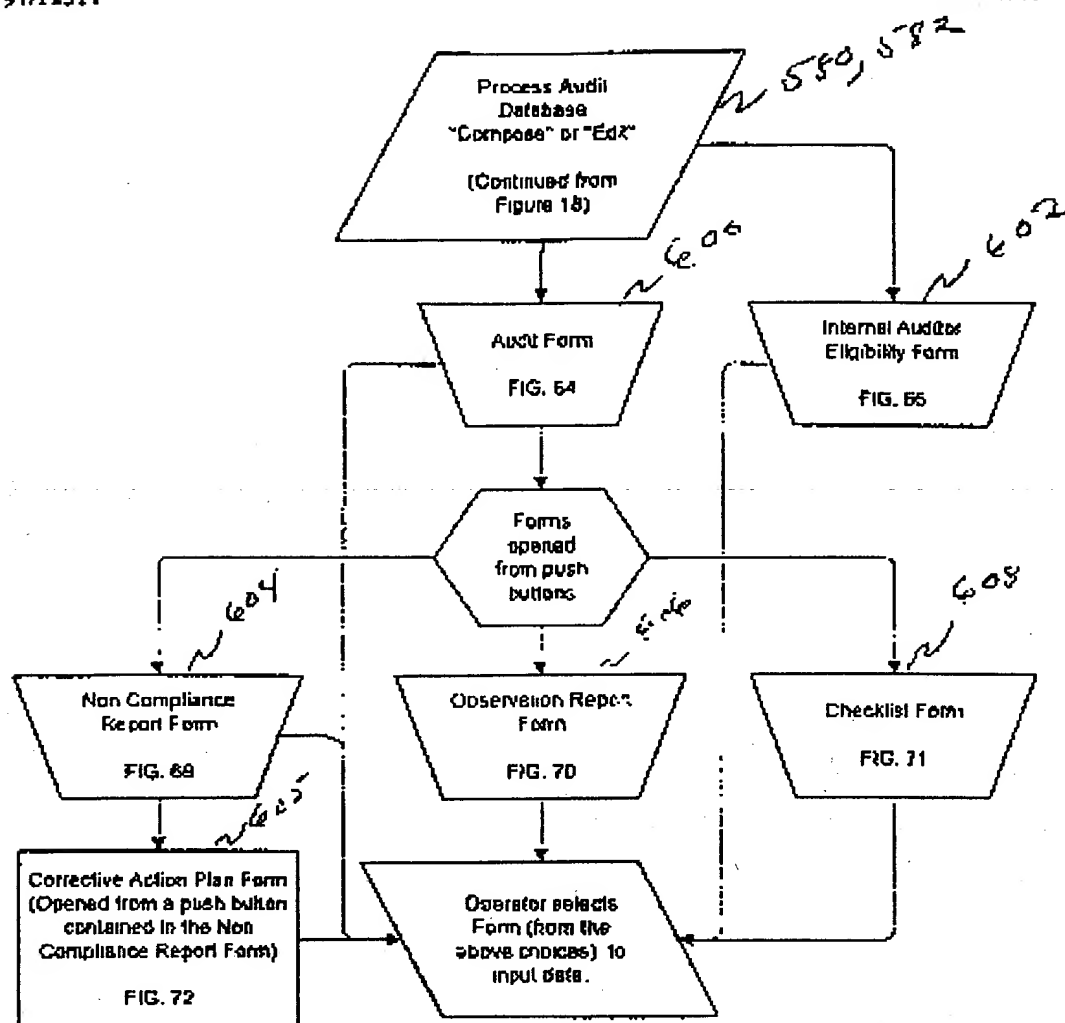 Process Audit
Database
"Compose" or "Edit"
(Continued from
Figure 18)
580, 582
600
602
Audit Form
FIG. 64
Internal Auditor
Eligibility Form
FIG. 66
Forms
opened
from push
buttons
604
608
Non Compliance
Report Form
FIG. 69
Observation Report
Form
FIG. 70
Checklist Form
FIG. 71
605
Corrective Action Plan Form
(Opened from a push button
contained in the Non
Compliance Report Form)
FIG. 72
Operator selects
Form (from the
above choices) to
input data.